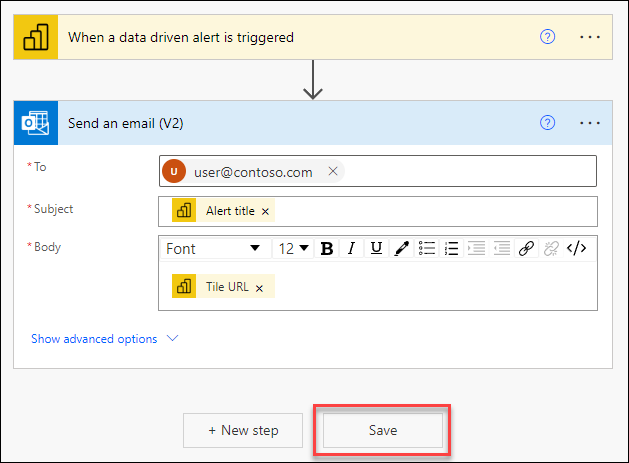 When a data driven alert is triggered
Send an email (V2)
* To
U user@contoso.com
* Subject
Alert title
* Body
Font 12 B I U </>
Tile URL
Show advanced options
+ New step
Save